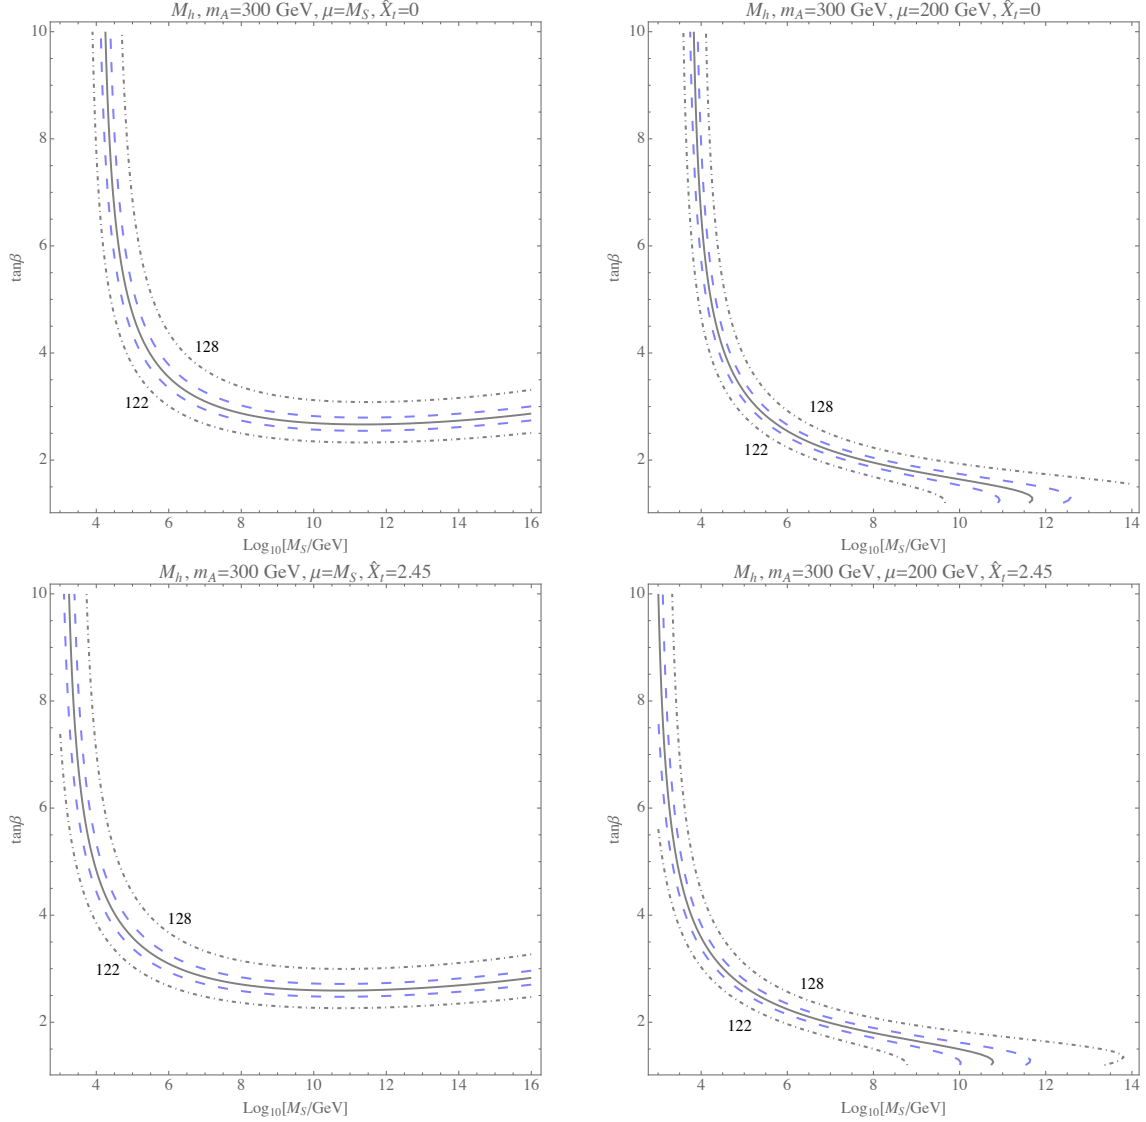 M_h, m_A=300 GeV, μ=M_S, X̂_t=0
10
8
6
4
2
tanβ
128
122
4 6 8 10 12 14 16
Log₁₀[M_S/GeV]
M_h, m_A=300 GeV, μ=200 GeV, X̂_t=0
10
8
6
4
2
tanβ
128
122
4 6 8 10 12 14
Log₁₀[M_S/GeV]
M_h, m_A=300 GeV, μ=M_S, X̂_t=2.45
10
8
6
4
2
tanβ
128
122
4 6 8 10 12 14 16
Log₁₀[M_S/GeV]
M_h, m_A=300 GeV, μ=200 GeV, X̂_t=2.45
10
8
6
4
2
tanβ
128
122
4 6 8 10 12 14
Log₁₀[M_S/GeV]